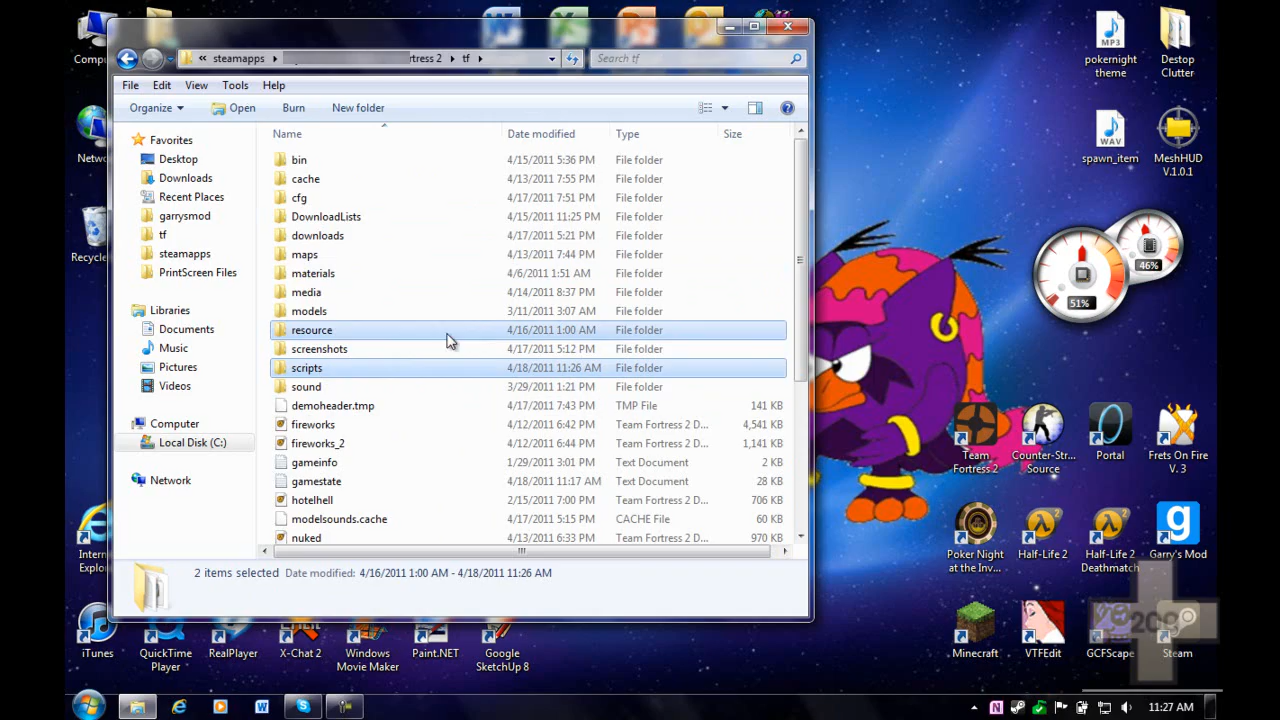 steamapps
rtress 2
tf
Search tf
File Edit View Tools Help
Organize Open Burn New folder
Favorites
Desktop
Downloads
Recent Places
garrysmod
tf
steamapps
PrintScreen Files
Libraries
Documents
Music
Pictures
Videos
Computer
Local Disk (C:)
Network
Name Date modified Type Size
bin 4/15/2011 5:36 PM File folder
cache 4/13/2011 7:55 PM File folder
cfg 4/17/2011 7:51 PM File folder
DownloadLists 4/15/2011 11:25 PM File folder
downloads 4/17/2011 5:21 PM File folder
maps 4/13/2011 7:44 PM File folder
materials 4/6/2011 1:51 AM File folder
media 4/14/2011 8:37 PM File folder
models 3/11/2011 3:07 AM File folder
resource 4/16/2011 1:00 AM File folder
screenshots 4/17/2011 5:12 PM File folder
scripts 4/18/2011 11:26 AM File folder
sound 3/29/2011 1:21 PM File folder
demoheader.tmp 4/17/2011 7:43 PM TMP File 141 KB
fireworks 4/12/2011 6:42 PM Team Fortress 2 D... 4,541 KB
fireworks_2 4/12/2011 6:44 PM Team Fortress 2 D... 1,141 KB
gameinfo 1/29/2011 3:01 PM Text Document 2 KB
gamestate 4/18/2011 11:17 AM Text Document 28 KB
hotelhell 2/15/2011 7:00 PM Team Fortress 2 D... 706 KB
modelsounds.cache 4/17/2011 5:15 PM CACHE File 60 KB
nuked 4/13/2011 6:33 PM Team Fortress 2 D... 970 KB
2 items selected Date modified: 4/16/2011 1:00 AM - 4/18/2011 11:26 AM
Compu
Netwo
Recycle
Intern
Explo
MP3
pokernight
theme
Destop
Clutter
WAV
spawn_item
MeshHUD
V.1.0.1
46%
51%
Team
Fortress 2
Counter-Str...
Source
Portal
Frets On Fire
V. 3
Poker Night
at the Inv...
Half-Life 2
Half-Life 2
Deathmatch
Garry's Mod
Minecraft
VTFEdit
GCFScape
Steam
iTunes
QuickTime
Player
RealPlayer
X-Chat 2
Windows
Movie Maker
Paint.NET
Google
SketchUp 8
11:27 AM